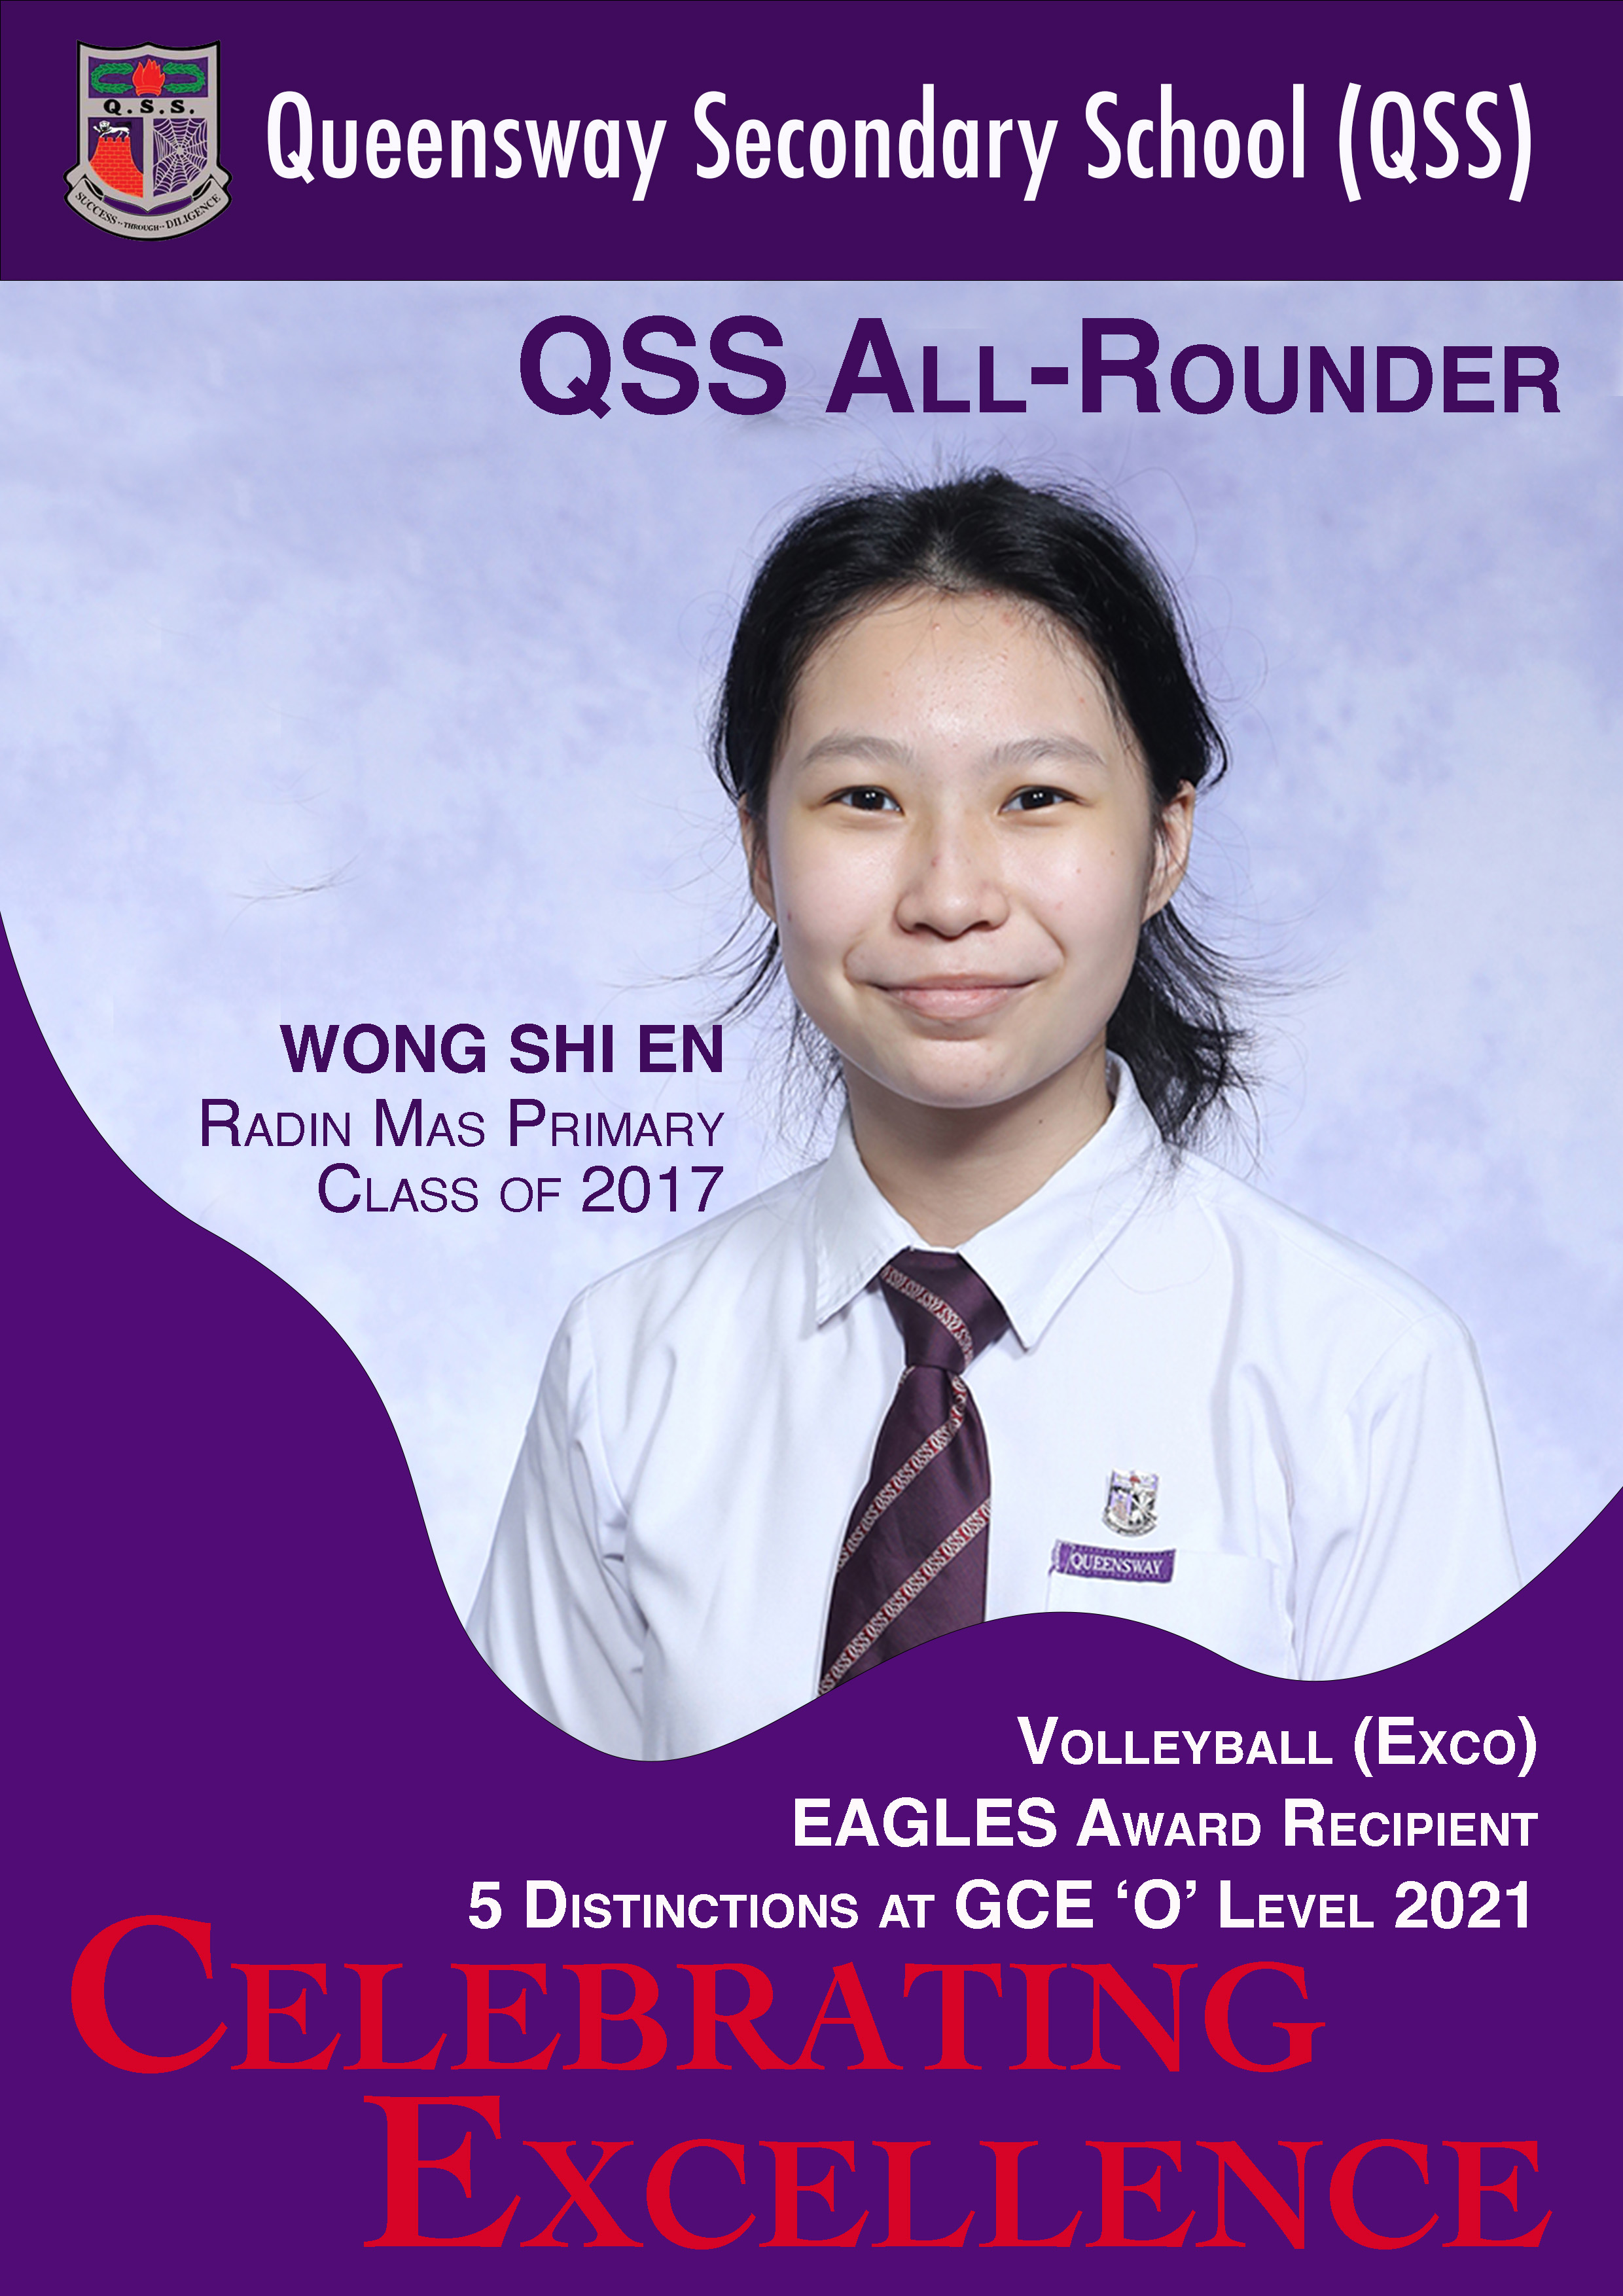 Q.S.S.
SUCCESS THROUGH DILIGENCE
Queensway Secondary School (QSS)
QSS ALL-ROUNDER
WONG SHI EN
RADIN MAS PRIMARY
CLASS OF 2017
QUEENSWAY
VOLLEYBALL (EXCO)
EAGLES AWARD RECIPIENT
5 DISTINCTIONS AT GCE ‘O’ LEVEL 2021
CELEBRATING
EXCELLENCE